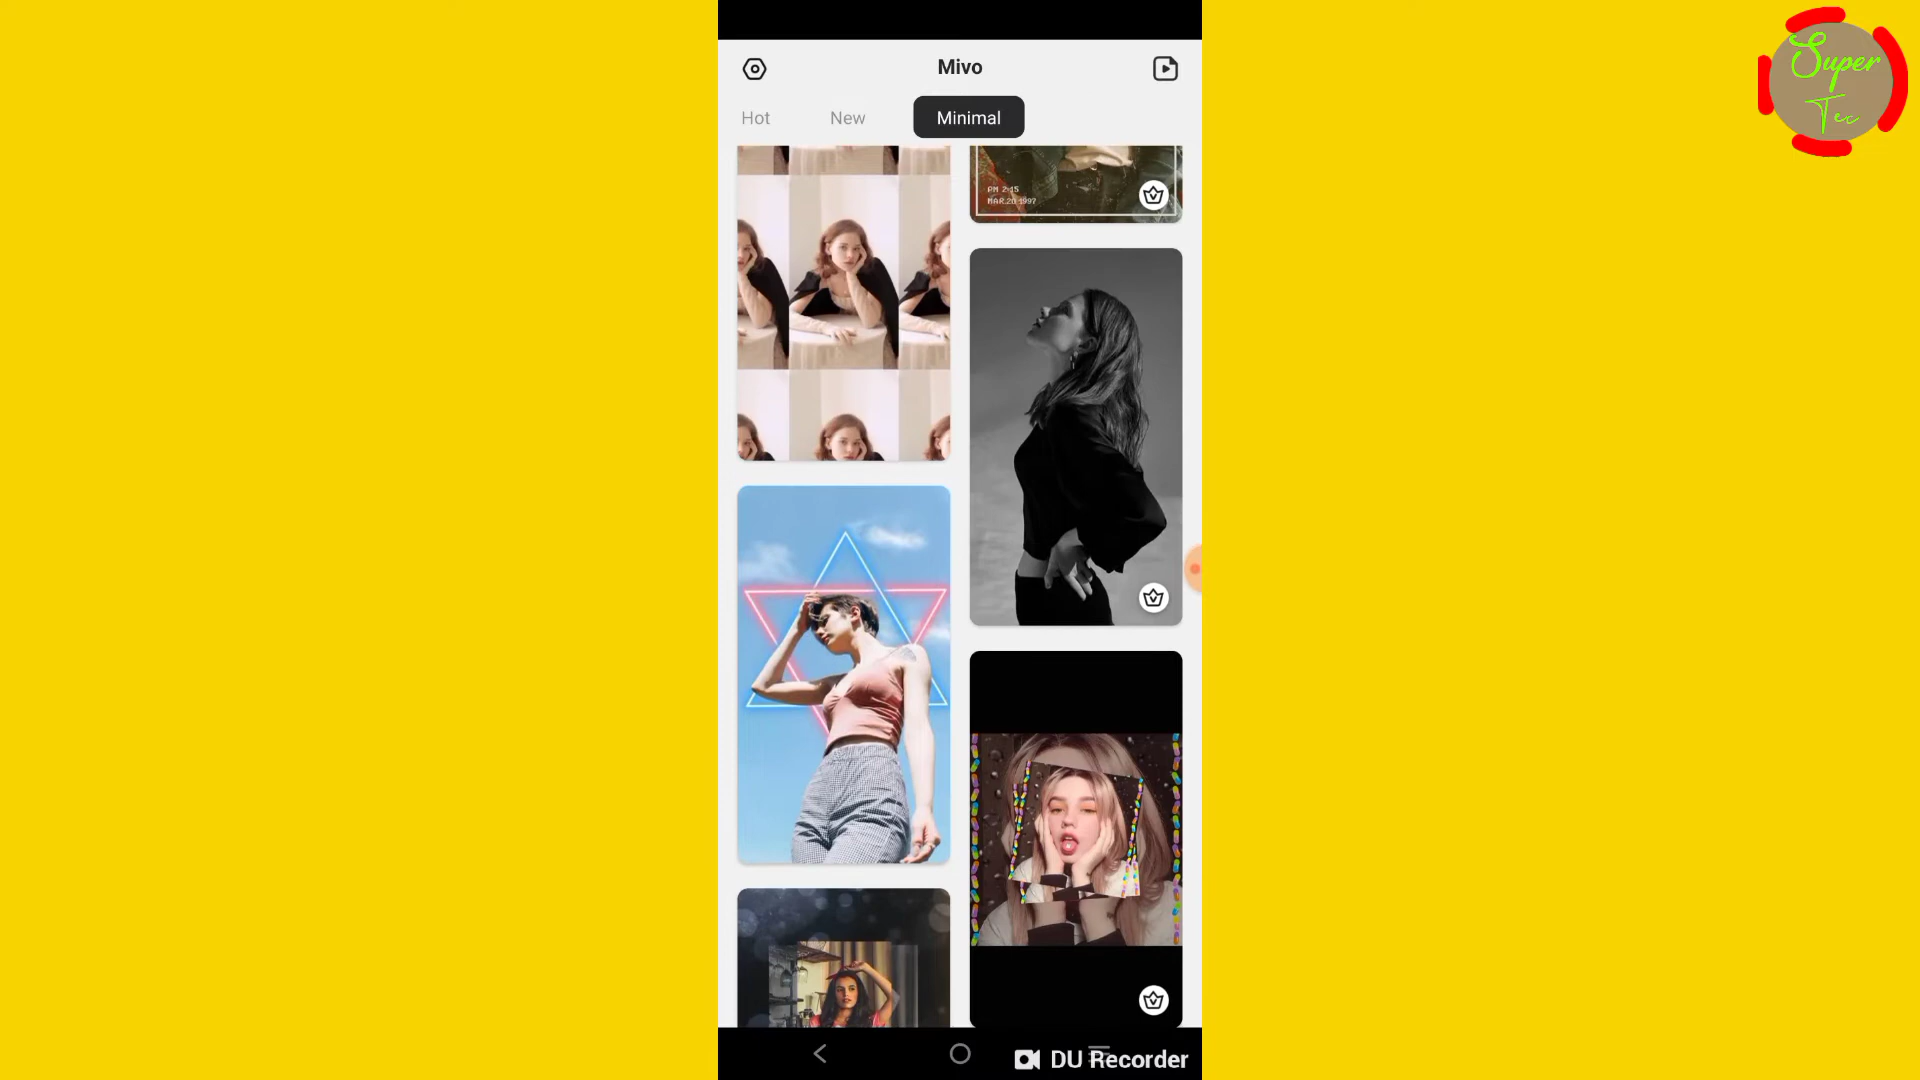 Mivo
Hot New Minimal
PM 2:15
MAR.20 1997
DU Recorder
Super
Tec